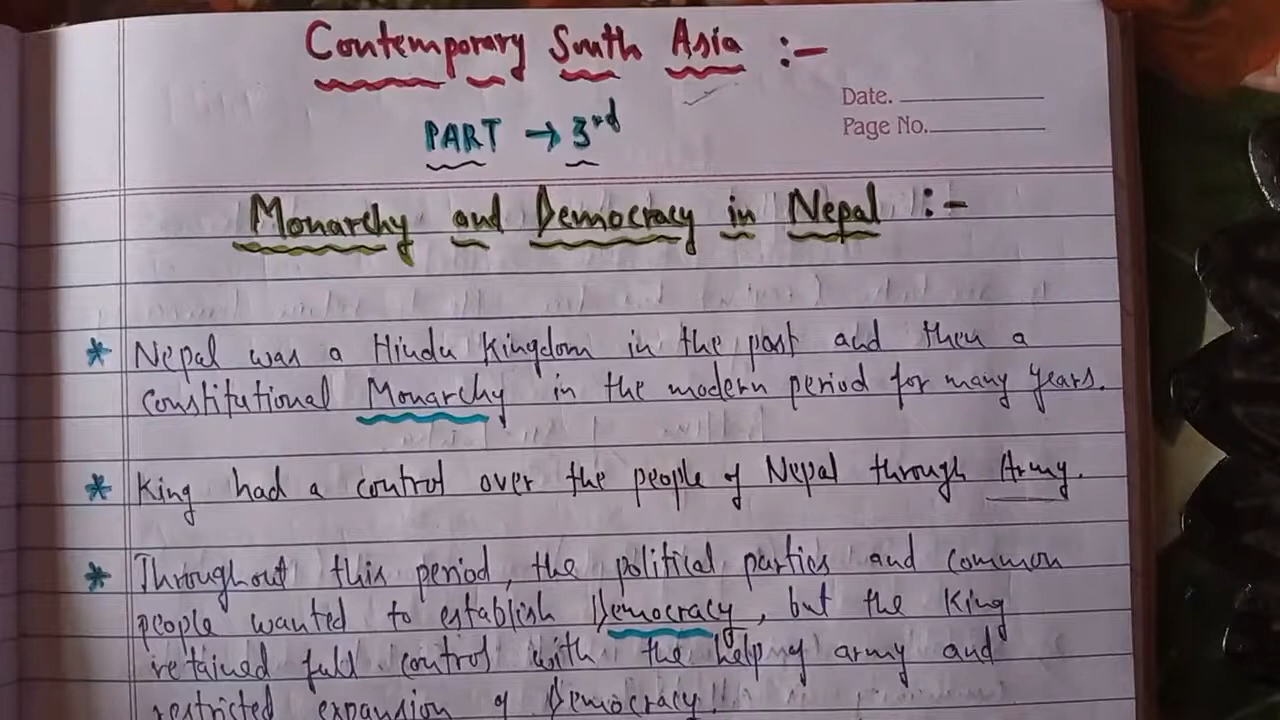 Contemporary South Asia :-
PART → 3rd
Date.
Page No.
Monarchy and Democracy in Nepal :-
* Nepal was a Hindu Kingdom in the past and then a
constitutional Monarchy in the modern period for many years.
* King had a control over the people of Nepal through Army.
* Throughout this period, the political parties and common
people wanted to establish Democracy, but the King
retained full control with the help of army and
restricted expansion of Democracy!!